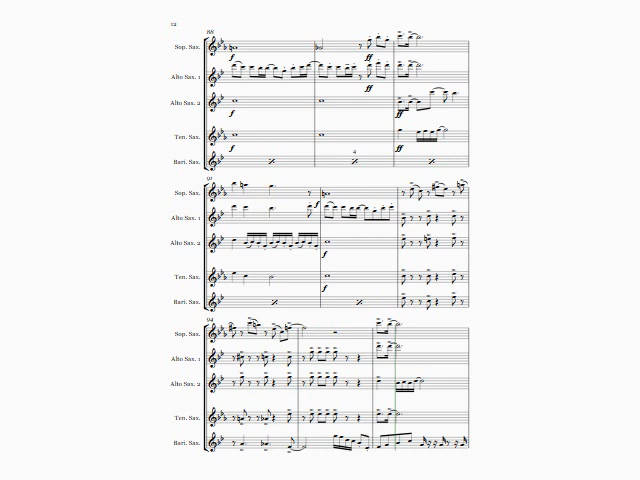 12
88
Sop. Sax.
f
ff
Alto Sax. 1
ff
Alto Sax. 2
f
ff
Ten. Sax.
f
ff
4
Bari. Sax.
91
Sop. Sax.
f
Alto Sax. 1
Alto Sax. 2
f
Ten. Sax.
f
Bari. Sax.
94
Sop. Sax.
Alto Sax. 1
Alto Sax. 2
Ten. Sax.
Bari. Sax.